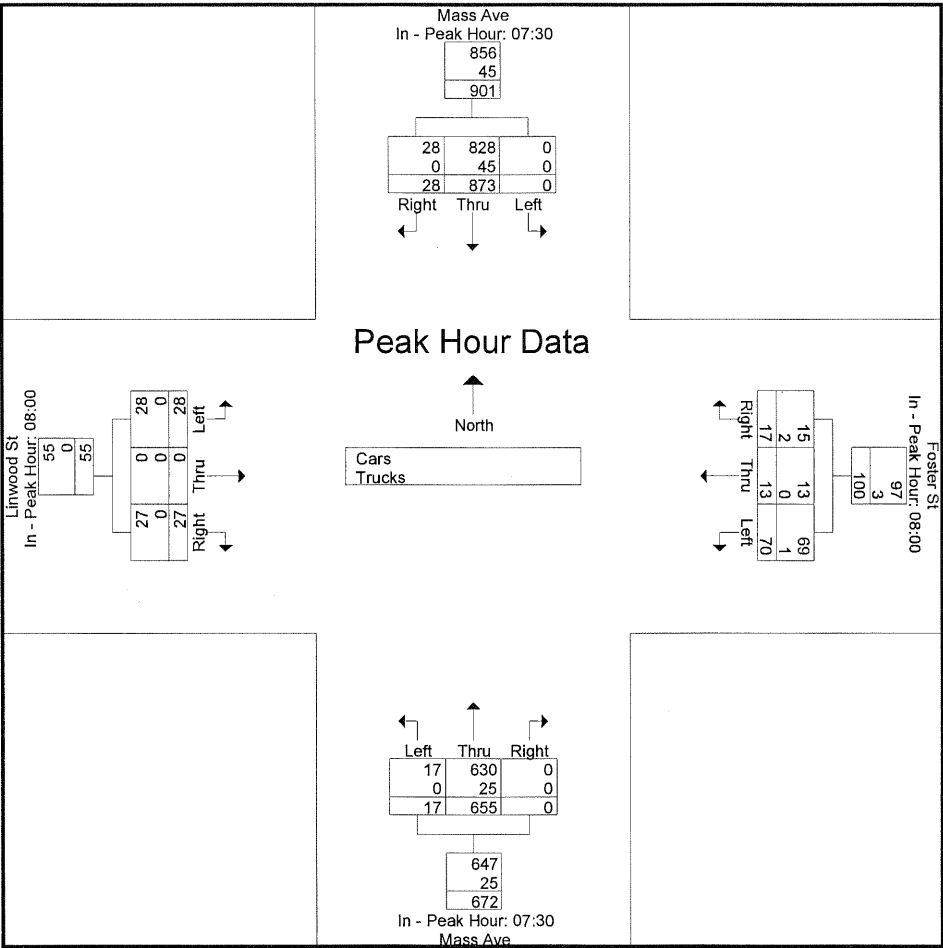 Mass Ave
In - Peak Hour: 07:30
856
45
901
28 828 0
0 45 0
28 873 0
Right Thru Left
Peak Hour Data
North
Cars
Trucks
Linwood St
In - Peak Hour: 08:00
55
0
55
28 0 27
0 0 0
28 0 27
Left Thru Right
Foster St
In - Peak Hour: 08:00
97
3
100
15 13 69
2 0 1
17 13 70
Right Thru Left
Left Thru Right
17 630 0
0 25 0
17 655 0
647
25
672
In - Peak Hour: 07:30
Mass Ave